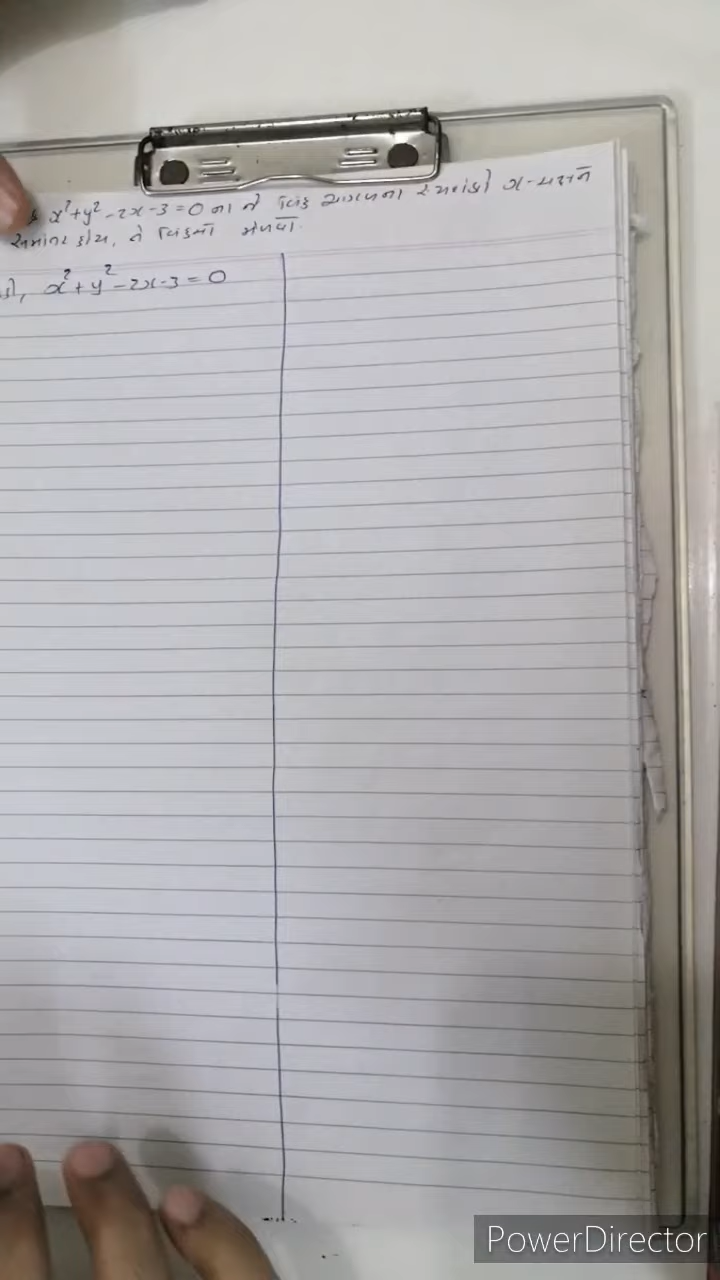 x²+y²-2x-3=0 ના જે બિંદુ આગળના સ્પર્શકો x-અક્ષને
સમાંતર હોય, તે બિંદુઓ મેળવો.
x²+y²-2x-3=0
PowerDirector